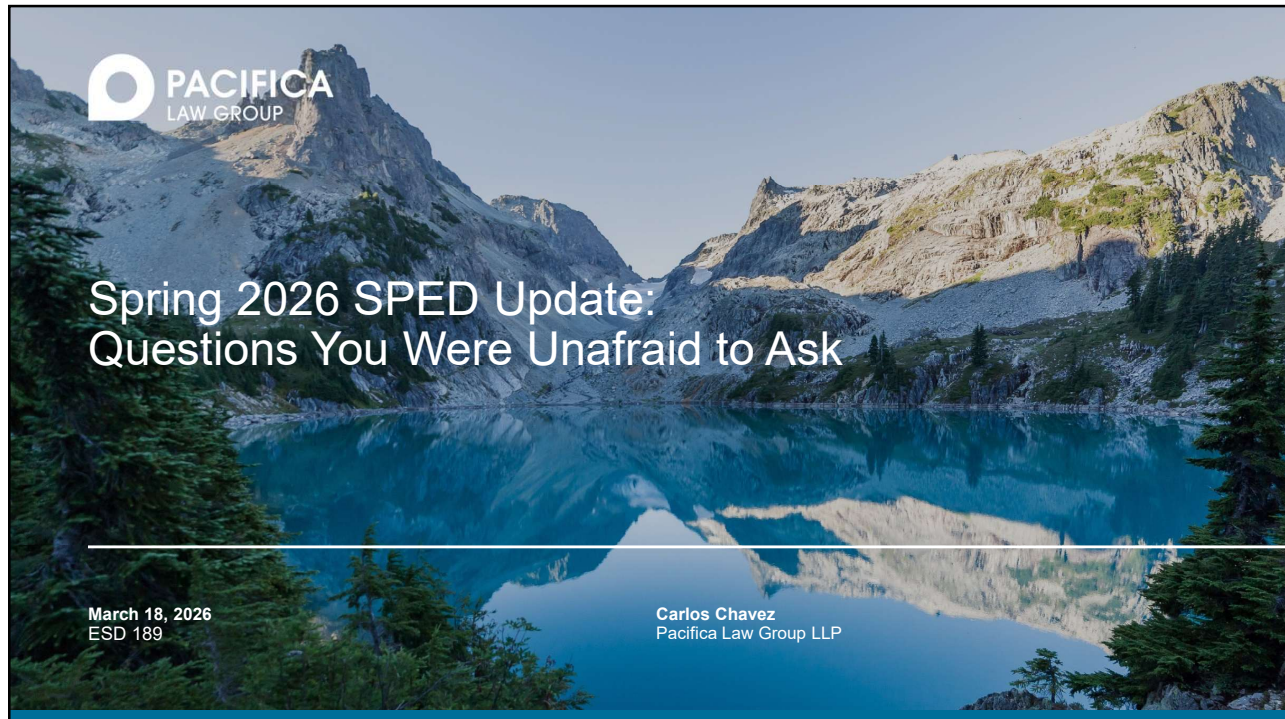 PACIFICA
LAW GROUP
Spring 2026 SPED Update:
Questions You Were Unafraid to Ask
March 18, 2026
ESD 189
Carlos Chavez
Pacifica Law Group LLP